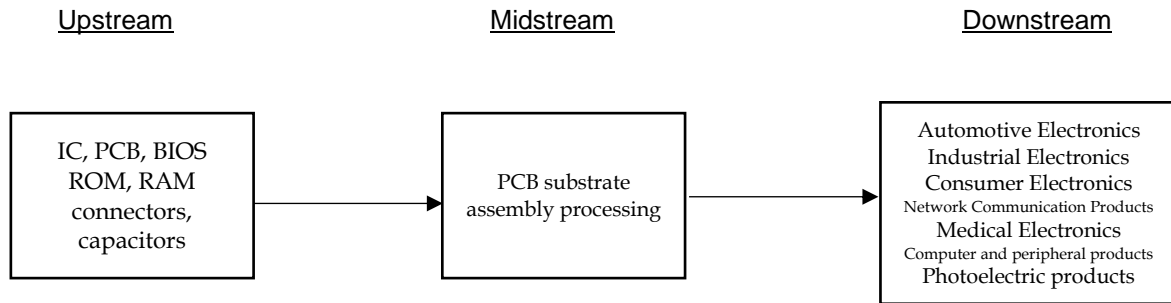 Upstream
Midstream
Downstream
IC, PCB, BIOS
ROM, RAM
connectors,
capacitors
PCB substrate
assembly processing
Automotive Electronics
Industrial Electronics
Consumer Electronics
Network Communication Products
Medical Electronics
Computer and peripheral products
Photoelectric products